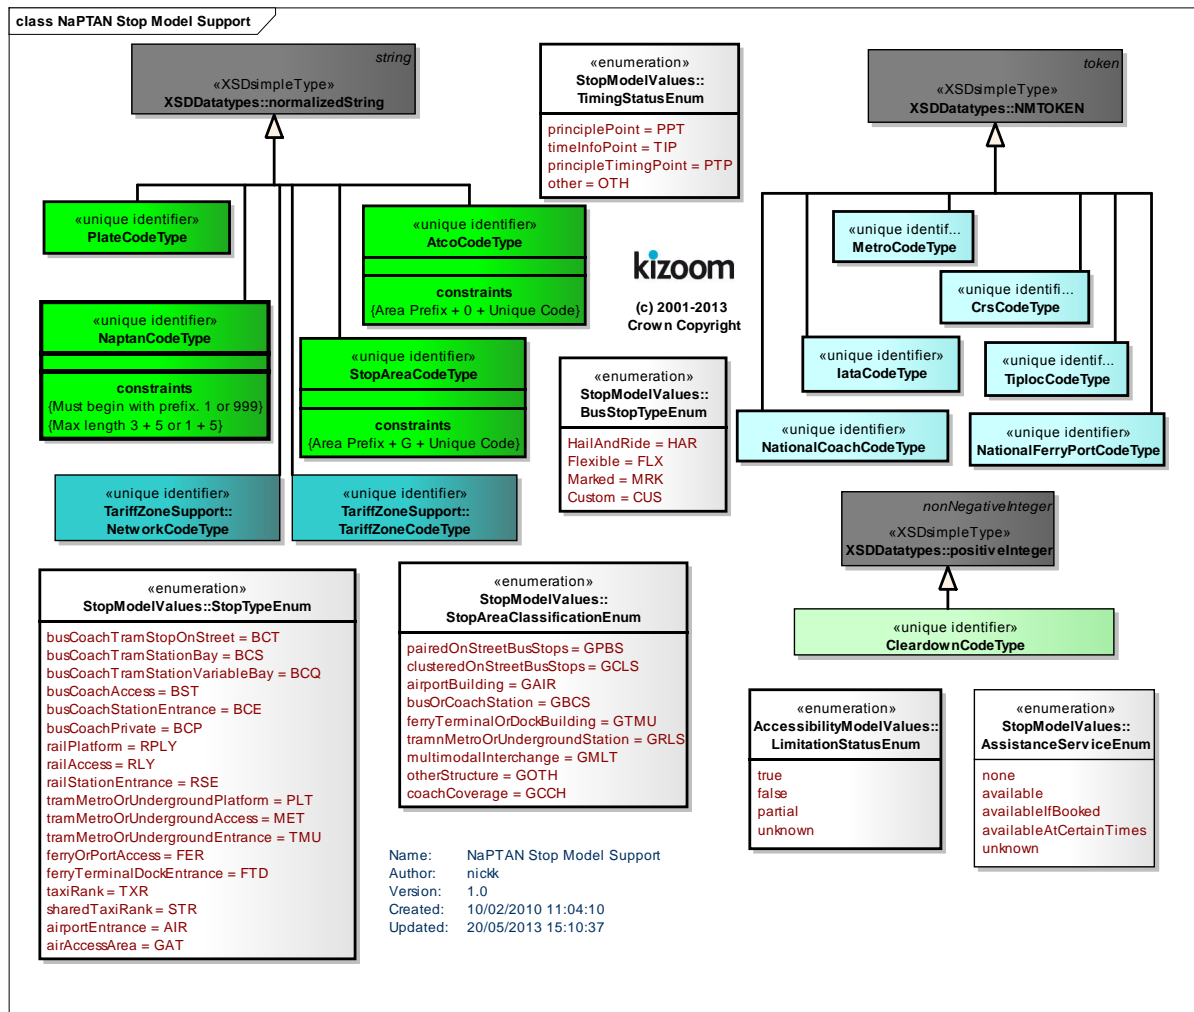 class NaPTAN Stop Model Support
string
«XSDsimpleType»
XSDDatatypes::normalizedString
«enumeration»
StopModelValues::
TimingStatusEnum
principlePoint = PPT
timeInfoPoint = TIP
principleTimingPoint = PTP
other = OTH
token
«XSDsimpleType»
XSDDatatypes::NMTOKEN
«unique identifier»
PlateCodeType
«unique identifier»
AtcoCodeType
constraints
{Area Prefix + 0 + Unique Code}
«unique identifier»
NaptanCodeType
constraints
{Must begin with prefix. 1 or 999}
{Max length 3 + 5 or 1 + 5}
«unique identifier»
StopAreaCodeType
constraints
{Area Prefix + G + Unique Code}
kizoom
(c) 2001-2013
Crown Copyright
«unique identif...
MetroCodeType
«unique identifi...
CrsCodeType
«unique identifier»
IataCodeType
«unique identif...
TiplocCodeType
«unique identifier»
NationalCoachCodeType
«unique identifier»
NationalFerryPortCodeType
«enumeration»
StopModelValues::
BusStopTypeEnum
HailAndRide = HAR
Flexible = FLX
Marked = MRK
Custom = CUS
«unique identifier»
TariffZoneSupport::
NetworkCodeType
«unique identifier»
TariffZoneSupport::
TariffZoneCodeType
nonNegativeInteger
«XSDsimpleType»
XSDDatatypes::positiveInteger
«unique identifier»
CleardownCodeType
«enumeration»
StopModelValues::StopTypeEnum
busCoachTramStopOnStreet = BCT
busCoachTramStationBay = BCS
busCoachTramStationVariableBay = BCQ
busCoachAccess = BST
busCoachStationEntrance = BCE
busCoachPrivate = BCP
railPlatform = RPLY
railAccess = RLY
railStationEntrance = RSE
tramMetroOrUndergroundPlatform = PLT
tramMetroOrUndergroundAccess = MET
tramMetroOrUndergroundEntrance = TMU
ferryOrPortAccess = FER
ferryTerminalDockEntrance = FTD
taxiRank = TXR
sharedTaxiRank = STR
airportEntrance = AIR
airAccessArea = GAT
«enumeration»
StopModelValues::
StopAreaClassificationEnum
pairedOnStreetBusStops = GPBS
clusteredOnStreetBusStops = GCLS
airportBuilding = GAIR
busOrCoachStation = GBCS
ferryTerminalOrDockBuilding = GTMU
tramnMetroOrUndergroundStation = GRLS
multimodalInterchange = GMLT
otherStructure = GOTH
coachCoverage = GCCH
«enumeration»
AccessibilityModelValues::
LimitationStatusEnum
true
false
partial
unknown
«enumeration»
StopModelValues::
AssistanceServiceEnum
none
available
availableIfBooked
availableAtCertainTimes
unknown
Name: NaPTAN Stop Model Support
Author: nickk
Version: 1.0
Created: 10/02/2010 11:04:10
Updated: 20/05/2013 15:10:37